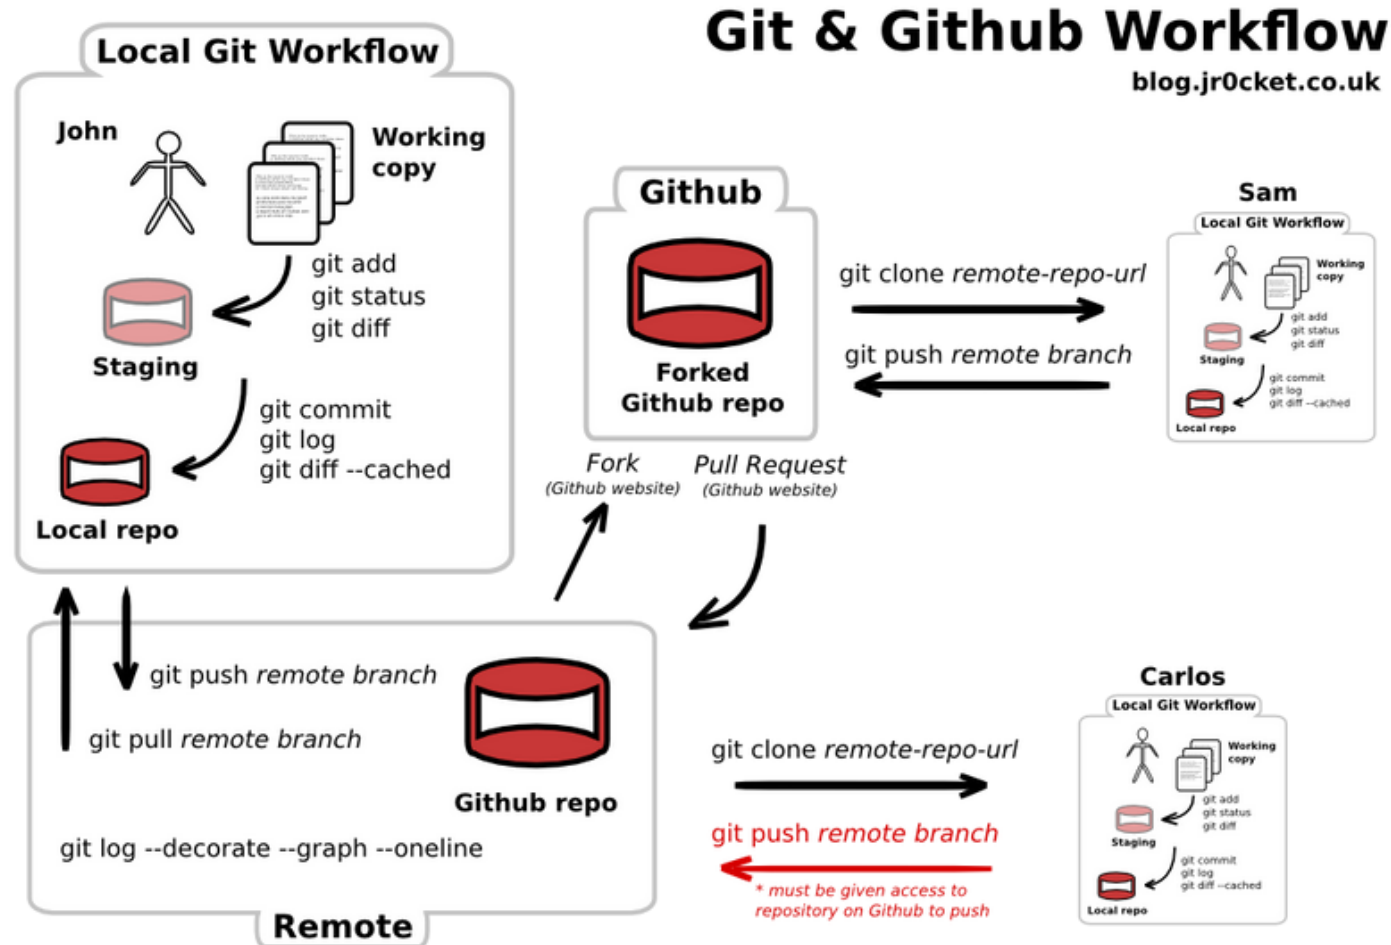 Git & Github Workflow
blog.jr0cket.co.uk
Local Git Workflow
John
Working
copy
git add
git status
git diff
Staging
git commit
git log
git diff --cached
Local repo
Github
Forked
Github repo
git clone remote-repo-url
git push remote branch
Sam
Local Git Workflow
Working
copy
git add
git status
git diff
Staging
git commit
git log
git diff --cached
Local repo
Fork
(Github website)
Pull Request
(Github website)
git push remote branch
git pull remote branch
Github repo
git log --decorate --graph --oneline
Remote
git clone remote-repo-url
git push remote branch
* must be given access to
repository on Github to push
Carlos
Local Git Workflow
Working
copy
git add
git status
git diff
Staging
git commit
git log
git diff --cached
Local repo